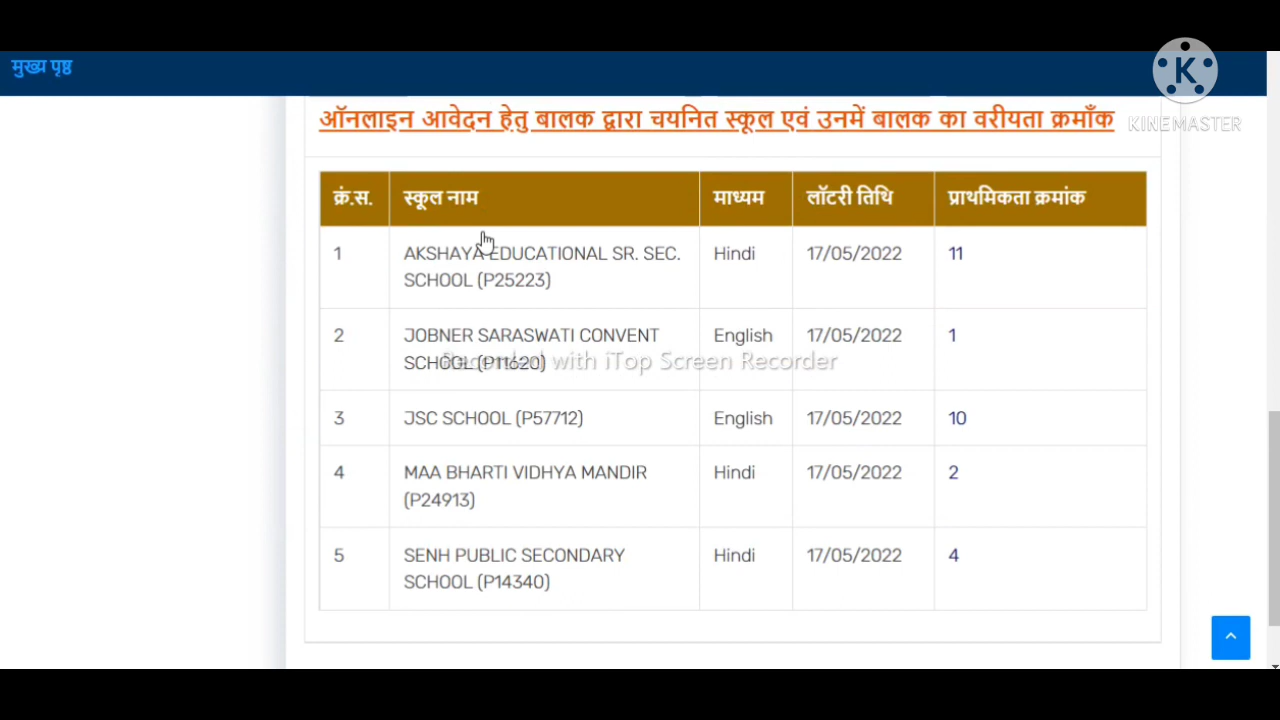 मुख्य पृष्ठ
K
KINEMASTER
ऑनलाइन आवेदन हेतु बालक द्वारा चयनित स्कूल एवं उनमें बालक का वरीयता क्रमाँक
क्रं.स. स्कूल नाम माध्यम लॉटरी तिथि प्राथमिकता क्रमांक
1 AKSHAYA EDUCATIONAL SR. SEC. Hindi 17/05/2022 11
SCHOOL (P25223)
2 JOBNER SARASWATI CONVENT English 17/05/2022 1
SCHOOL (P11620)
Recorded with iTop Screen Recorder
3 JSC SCHOOL (P57712) English 17/05/2022 10
4 MAA BHARTI VIDHYA MANDIR Hindi 17/05/2022 2
(P24913)
5 SENH PUBLIC SECONDARY Hindi 17/05/2022 4
SCHOOL (P14340)